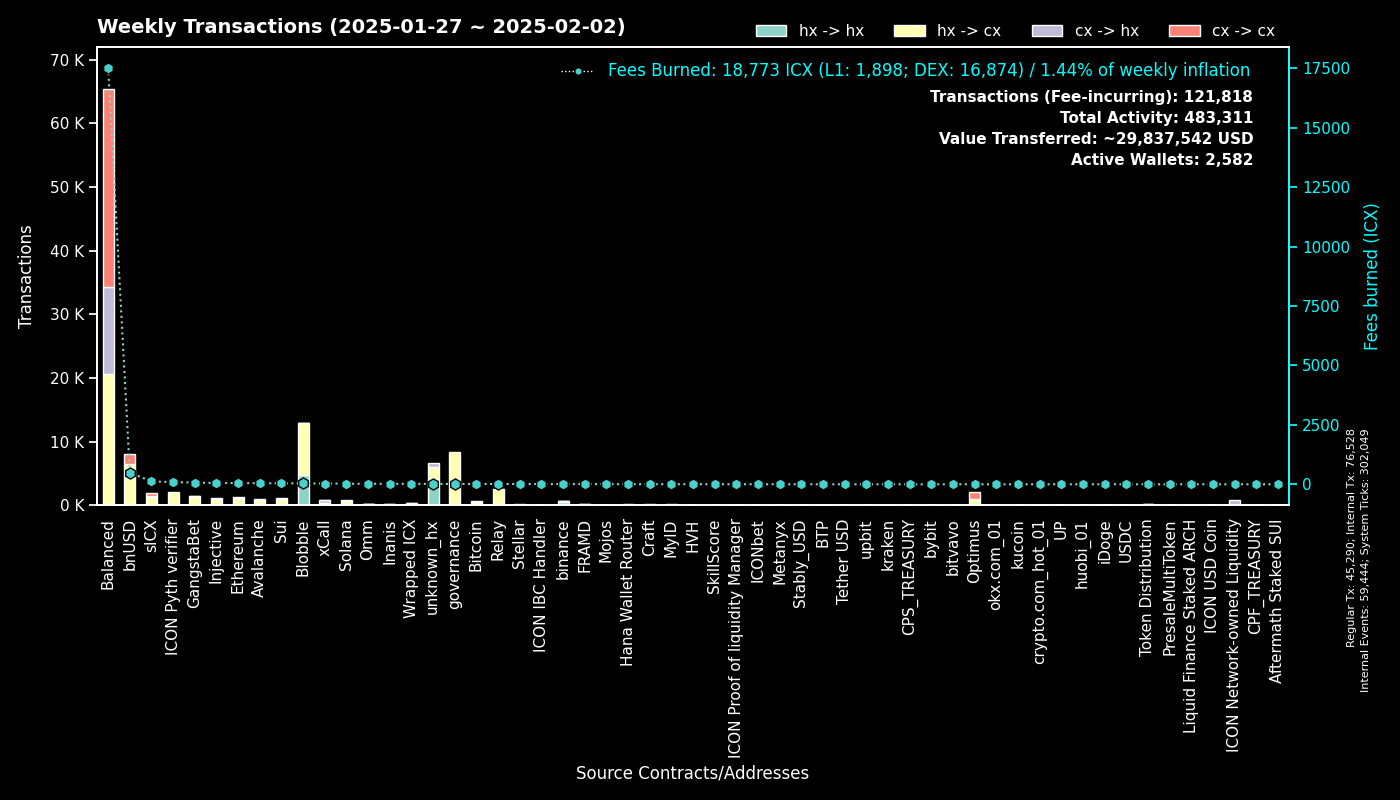 Weekly Transactions (2025-01-27 ~ 2025-02-02)
hx -> hx
hx -> cx
cx -> hx
cx -> cx
Fees Burned: 18,773 ICX (L1: 1,898; DEX: 16,874) / 1.44% of weekly inflation
Transactions (Fee-incurring): 121,818
Total Activity: 483,311
Value Transferred: ~29,837,542 USD
Active Wallets: 2,582
Transactions
70 K
60 K
50 K
40 K
30 K
20 K
10 K
0 K
17500
15000
12500
10000
7500
5000
2500
0
Fees burned (ICX)
Regular Tx: 45,290; Internal Tx: 76,528
Internal Events: 59,444; System Ticks: 302,049
Balanced
bnUSD
sICX
ICON Pyth verifier
GangstaBet
Injective
Ethereum
Avalanche
Sui
Blobble
xCall
Solana
Omm
Inanis
Wrapped ICX
unknown_hx
governance
Bitcoin
Relay
Stellar
ICON IBC Handler
binance
FRAMD
Mojos
Hana Wallet Router
Craft
MyID
HVH
SkillScore
ICON Proof of liquidity Manager
ICONbet
Metanyx
Stably_USD
BTP
Tether USD
upbit
kraken
CPS_TREASURY
bybit
bitvavo
Optimus
okx.com_01
kucoin
crypto.com_hot_01
UP
huobi_01
iDoge
USDC
Token Distribution
PresaleMultiToken
Liquid Finance Staked ARCH
ICON USD Coin
ICON Network-owned Liquidity
CPF_TREASURY
Aftermath Staked SUI
Source Contracts/Addresses